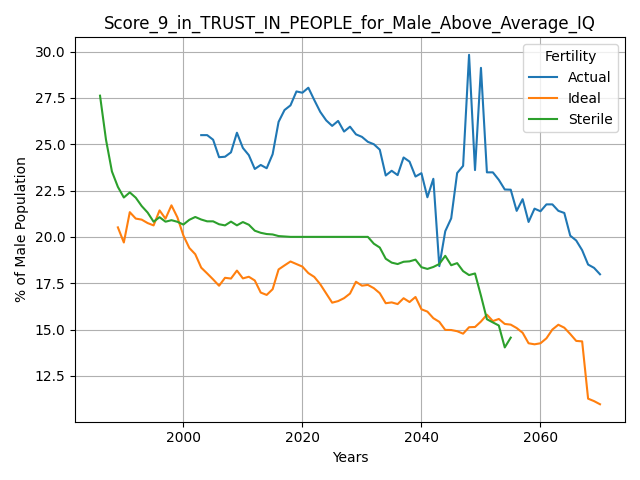 Score_9_in_TRUST_IN_PEOPLE_for_Male_Above_Average_IQ
Fertility
Actual
Ideal
Sterile
% of Male Population
30.0
27.5
25.0
22.5
20.0
17.5
15.0
12.5
2000
2020
2040
2060
Years